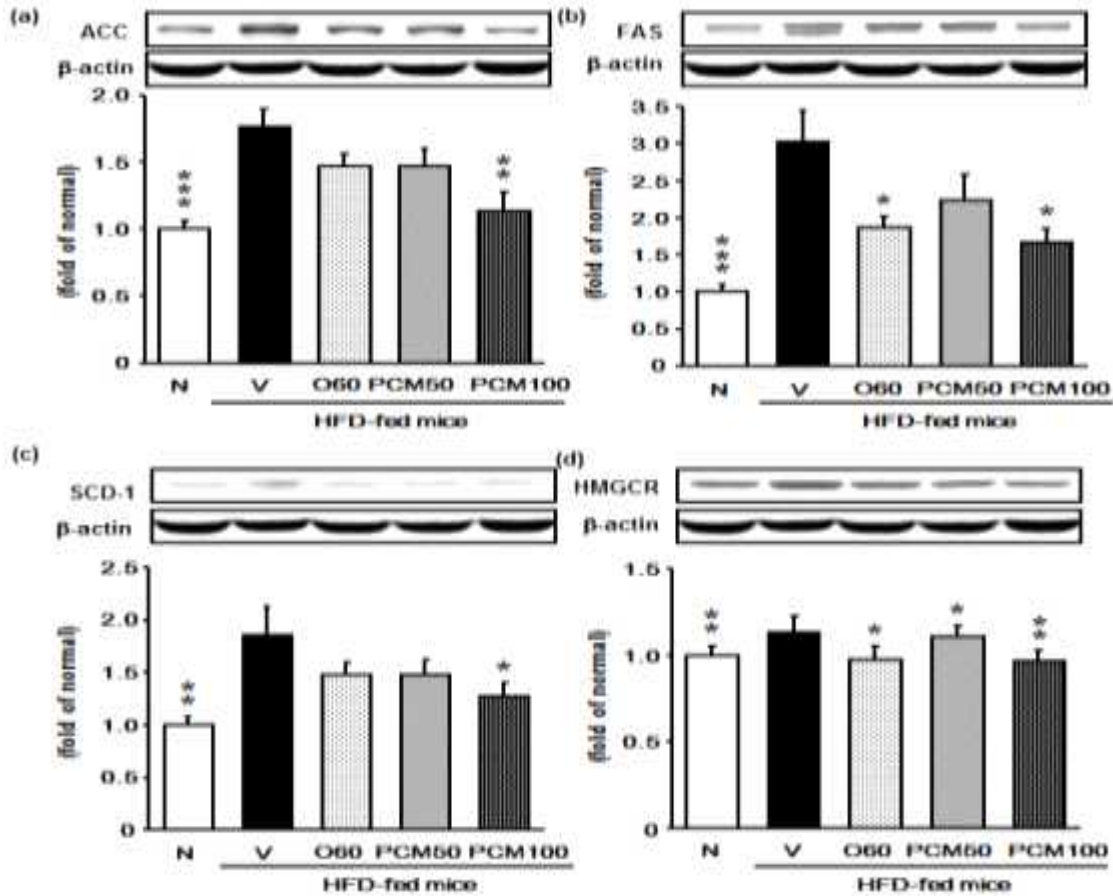 (a)
ACC
β-actin
(fold of normal)
2.0
1.5
1.0
0.5
0
***
**
N
V
O60
PCM50
PCM100
HFD-fed mice
(b)
FAS
β-actin
(fold of normal)
3.5
3.0
2.5
2.0
1.5
1.0
0.5
0
***
*
*
N
V
O60
PCM50
PCM100
HFD-fed mice
(c)
SCD-1
β-actin
(fold of normal)
2.5
2.0
1.5
1.0
0.5
0
**
*
N
V
O60
PCM50
PCM100
HFD-fed mice
(d)
HMGCR
β-actin
(fold of normal)
1.5
1.0
0.5
0
**
*
*
**
N
V
O60
PCM50
PCM100
HFD-fed mice